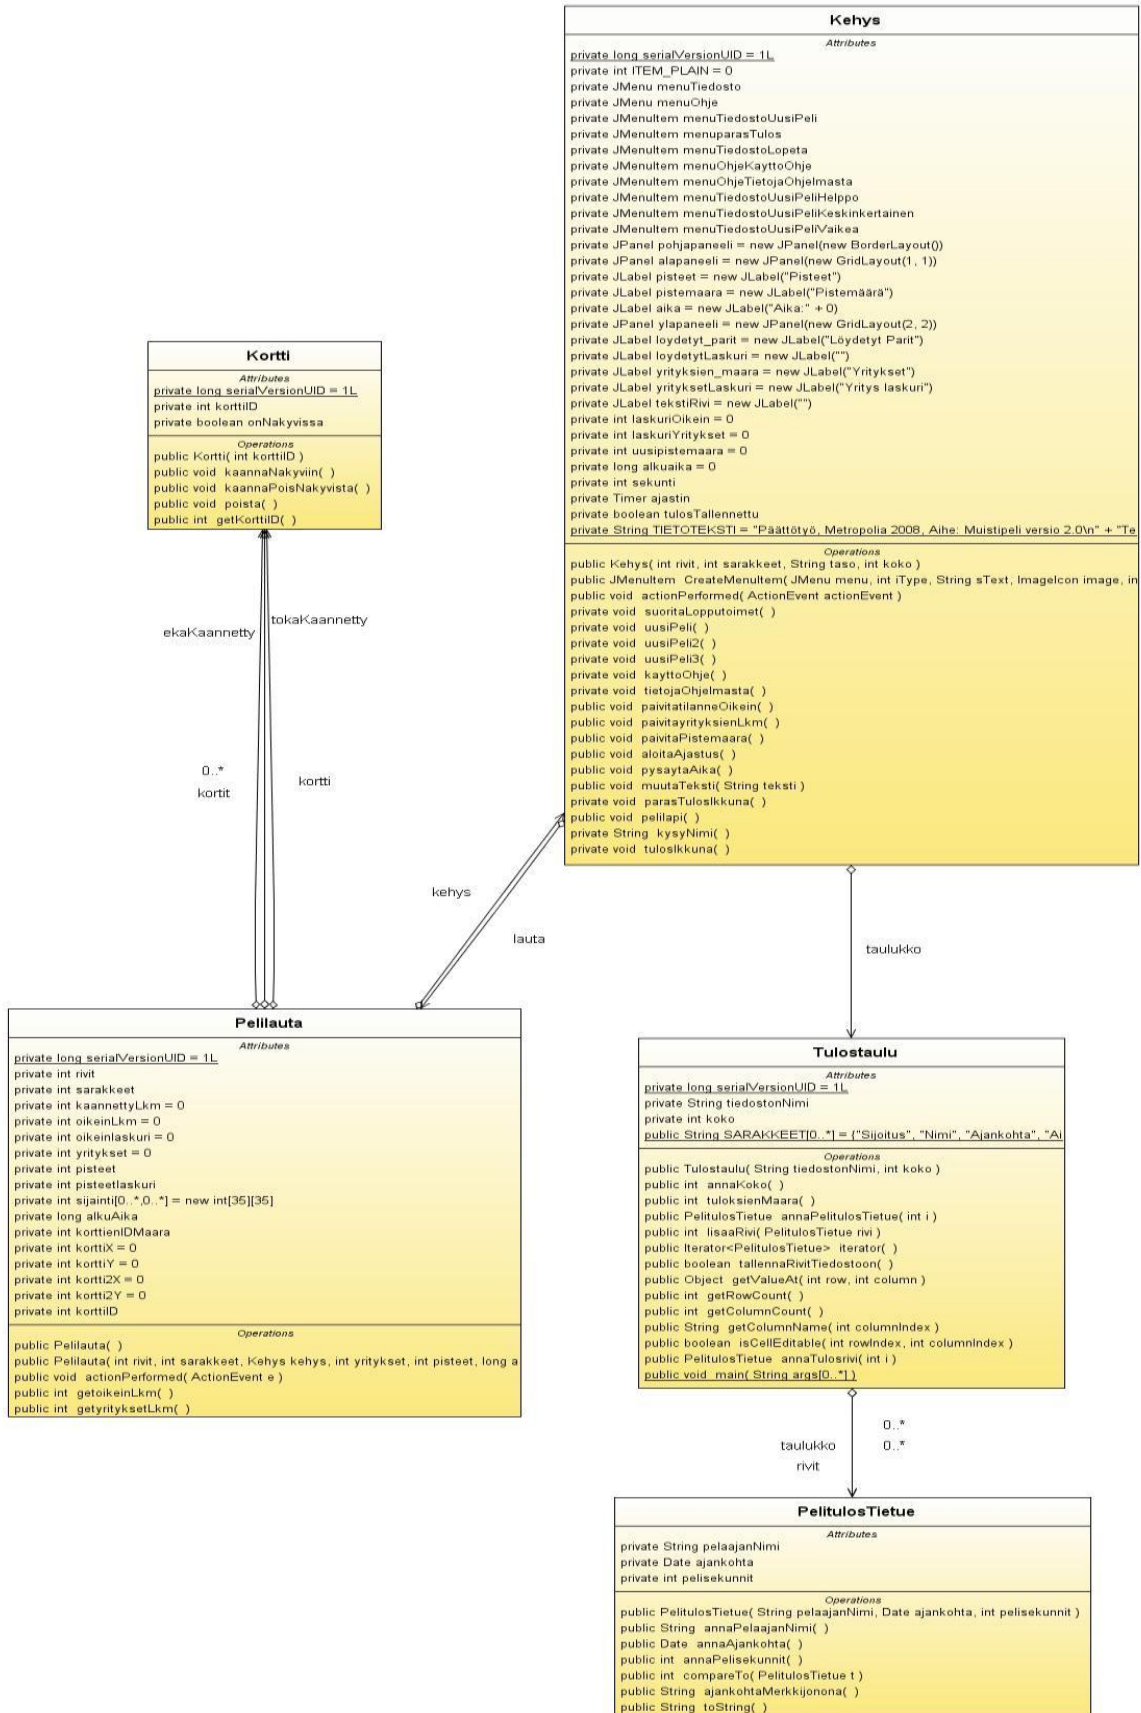 Kehys
Attributes
private long serialVersionUID = 1L
private int ITEM_PLAIN = 0
private JMenu menuTiedosto
private JMenu menuOhje
private JMenuItem menuTiedostoUusiPeli
private JMenuItem menuparasTulos
private JMenuItem menuTiedostoLopeta
private JMenuItem menuOhjeKayttoOhje
private JMenuItem menuOhjeTietojaOhjelmasta
private JMenuItem menuTiedostoUusiPeliHelppo
private JMenuItem menuTiedostoUusiPeliKeskinkertainen
private JMenuItem menuTiedostoUusiPeliVaikea
private JPanel pohjapaneeli = new JPanel(new BorderLayout())
private JPanel alapaneeli = new JPanel(new GridLayout(1, 1))
private JLabel pisteet = new JLabel("Pisteet")
private JLabel pistemaara = new JLabel("Pistemäärä")
private JLabel aika = new JLabel("Aika:" + 0)
private JPanel ylapaneeli = new JPanel(new GridLayout(2, 2))
private JLabel loydetyt_parit = new JLabel("Löydetyt Parit")
private JLabel loydetytLaskuri = new JLabel("")
private JLabel yrityksien_maara = new JLabel("Yritykset")
private JLabel yrityksetLaskuri = new JLabel("Yritys laskuri")
private JLabel tekstiRivi = new JLabel("")
private int laskuriOikein = 0
private int laskuriYritykset = 0
private int uusipistemaara = 0
private long alkuaika = 0
private int sekunti
private Timer ajastin
private boolean tulosTallennettu
private String TIETOTEKSTI = "Päättötyö, Metropolia 2008, Aihe: Muistipeli versio 2.0\n" + "Te
Operations
public Kehys( int rivit, int sarakkeet, String taso, int koko )
public JMenuItem CreateMenuItem( JMenu menu, int iType, String sText, ImageIcon image, in
public void actionPerformed( ActionEvent actionEvent )
private void suoritaLopputoimet( )
private void uusiPeli( )
private void uusiPeli2( )
private void uusiPeli3( )
private void kayttoOhje( )
private void tietojaOhjelmasta( )
public void paivitatilanneOikein( )
public void paivitayrityksienLkm( )
public void paivitaPistemaara( )
public void aloitaAjastus( )
public void pysaytaAika( )
public void muutaTeksti( String teksti )
private void parasTulosIkkuna( )
public void pelilapi( )
private String kysyNimi( )
private void tulosIkkuna( )
Kortti
Attributes
private long serialVersionUID = 1L
private int korttiID
private boolean onNakyvissa
Operations
public Kortti( int korttiID )
public void kaannaNakyviin( )
public void kaannaPoisNakyvista( )
public void poista( )
public int getKorttiID( )
ekaKaannetty
tokaKaannetty
0..*
kortit
kortti
kehys
lauta
taulukko
Pelilauta
Attributes
private long serialVersionUID = 1L
private int rivit
private int sarakkeet
private int kaannettyLkm = 0
private int oikeinLkm = 0
private int oikeinlaskuri = 0
private int yritykset = 0
private int pisteet
private int pisteetlaskuri
private int sijainti[0..*,0..*] = new int[35][35]
private long alkuAika
private int korttienIDMaara
private int korttiX = 0
private int korttiY = 0
private int kortti2X = 0
private int kortti2Y = 0
private int korttiID
Operations
public Pelilauta( )
public Pelilauta( int rivit, int sarakkeet, Kehys kehys, int yritykset, int pisteet, long a
public void actionPerformed( ActionEvent e )
public int getoikeinLkm( )
public int getyrityksetLkm( )
Tulostaulu
Attributes
private long serialVersionUID = 1L
private String tiedostonNimi
private int koko
public String SARAKKEET[0..*] = {"Sijoitus", "Nimi", "Ajankohta", "Ai
Operations
public Tulostaulu( String tiedostonNimi, int koko )
public int annaKoko( )
public int tuloksienMaara( )
public PelitulosTietue annaPelitulosTietue( int i )
public int lisaaRivi( PelitulosTietue rivi )
public Iterator<PelitulosTietue> iterator( )
public boolean tallennaRivitTiedostoon( )
public Object getValueAt( int row, int column )
public int getRowCount( )
public int getColumnCount( )
public String getColumnName( int columnIndex )
public boolean isCellEditable( int rowIndex, int columnIndex )
public PelitulosTietue annaTulosrivi( int i )
public void main( String args[0..*] )
0..*
taulukko
0..*
rivit
PelitulosTietue
Attributes
private String pelaajanNimi
private Date ajankohta
private int pelisekunnit
Operations
public PelitulosTietue( String pelaajanNimi, Date ajankohta, int pelisekunnit )
public String annaPelaajanNimi( )
public Date annaAjankohta( )
public int annaPelisekunnit( )
public int compareTo( PelitulosTietue t )
public String ajankohtaMerkkijonona( )
public String toString( )